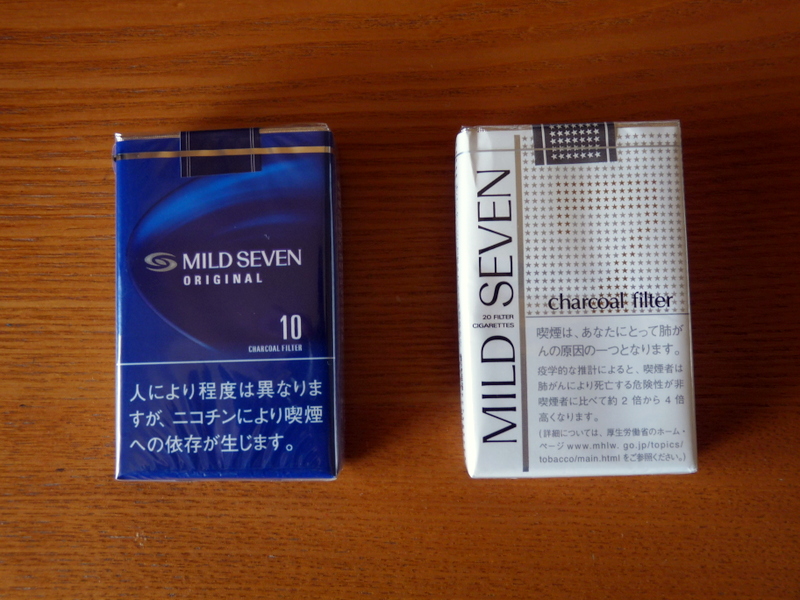 MILD SEVEN
ORIGINAL
10
CHARCOAL FILTER
人により程度は異なりま
すが、ニコチンにより喫煙
への依存が生じます。
MILD SEVEN
20 FILTER
CIGARETTES
charcoal filter
喫煙は、あなたにとって肺が
んの原因の一つとなります。
疫学的な推計によると、喫煙者は
肺がんにより死亡する危険性が非
喫煙者に比べて約2倍から4倍
高くなります。
(詳細については、厚生労働省のホーム・
ページ www.mhlw. go.jp/topics/
tobacco/main.html をご参照ください。)